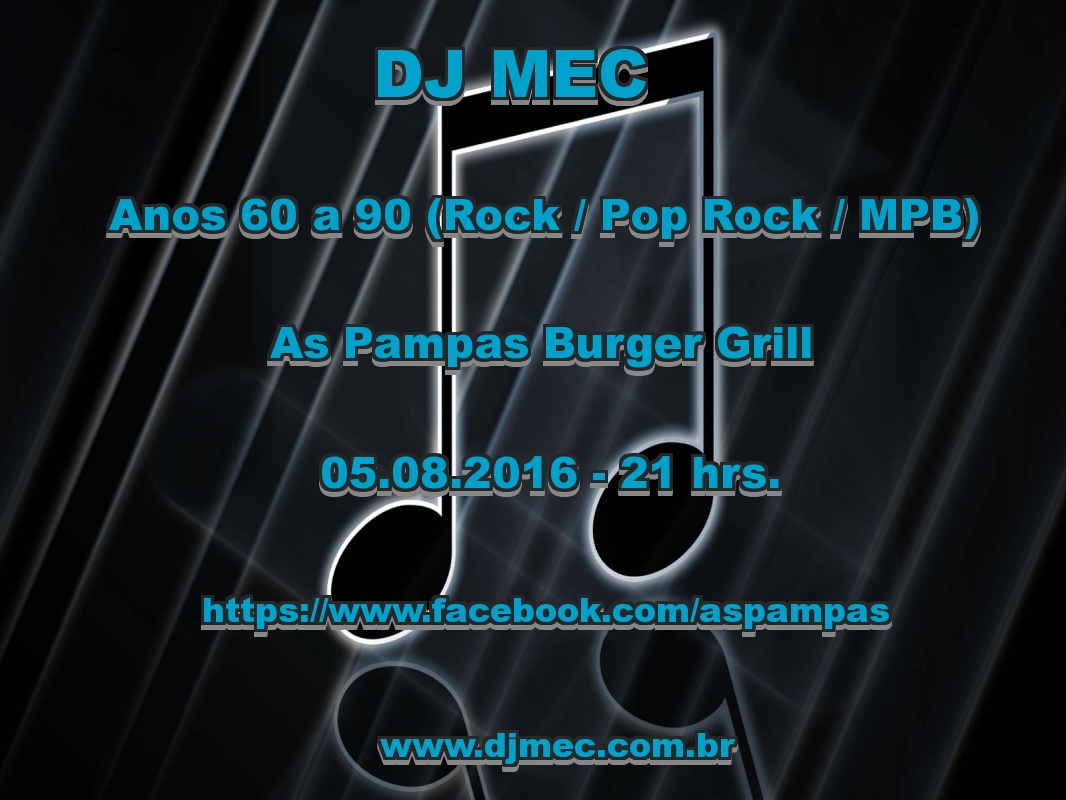 DJ MEC
Anos 60 a 90 (Rock / Pop Rock / MPB)
As Pampas Burger Grill
05.08.2016 - 21 hrs.
https://www.facebook.com/aspampas
www.djmec.com.br